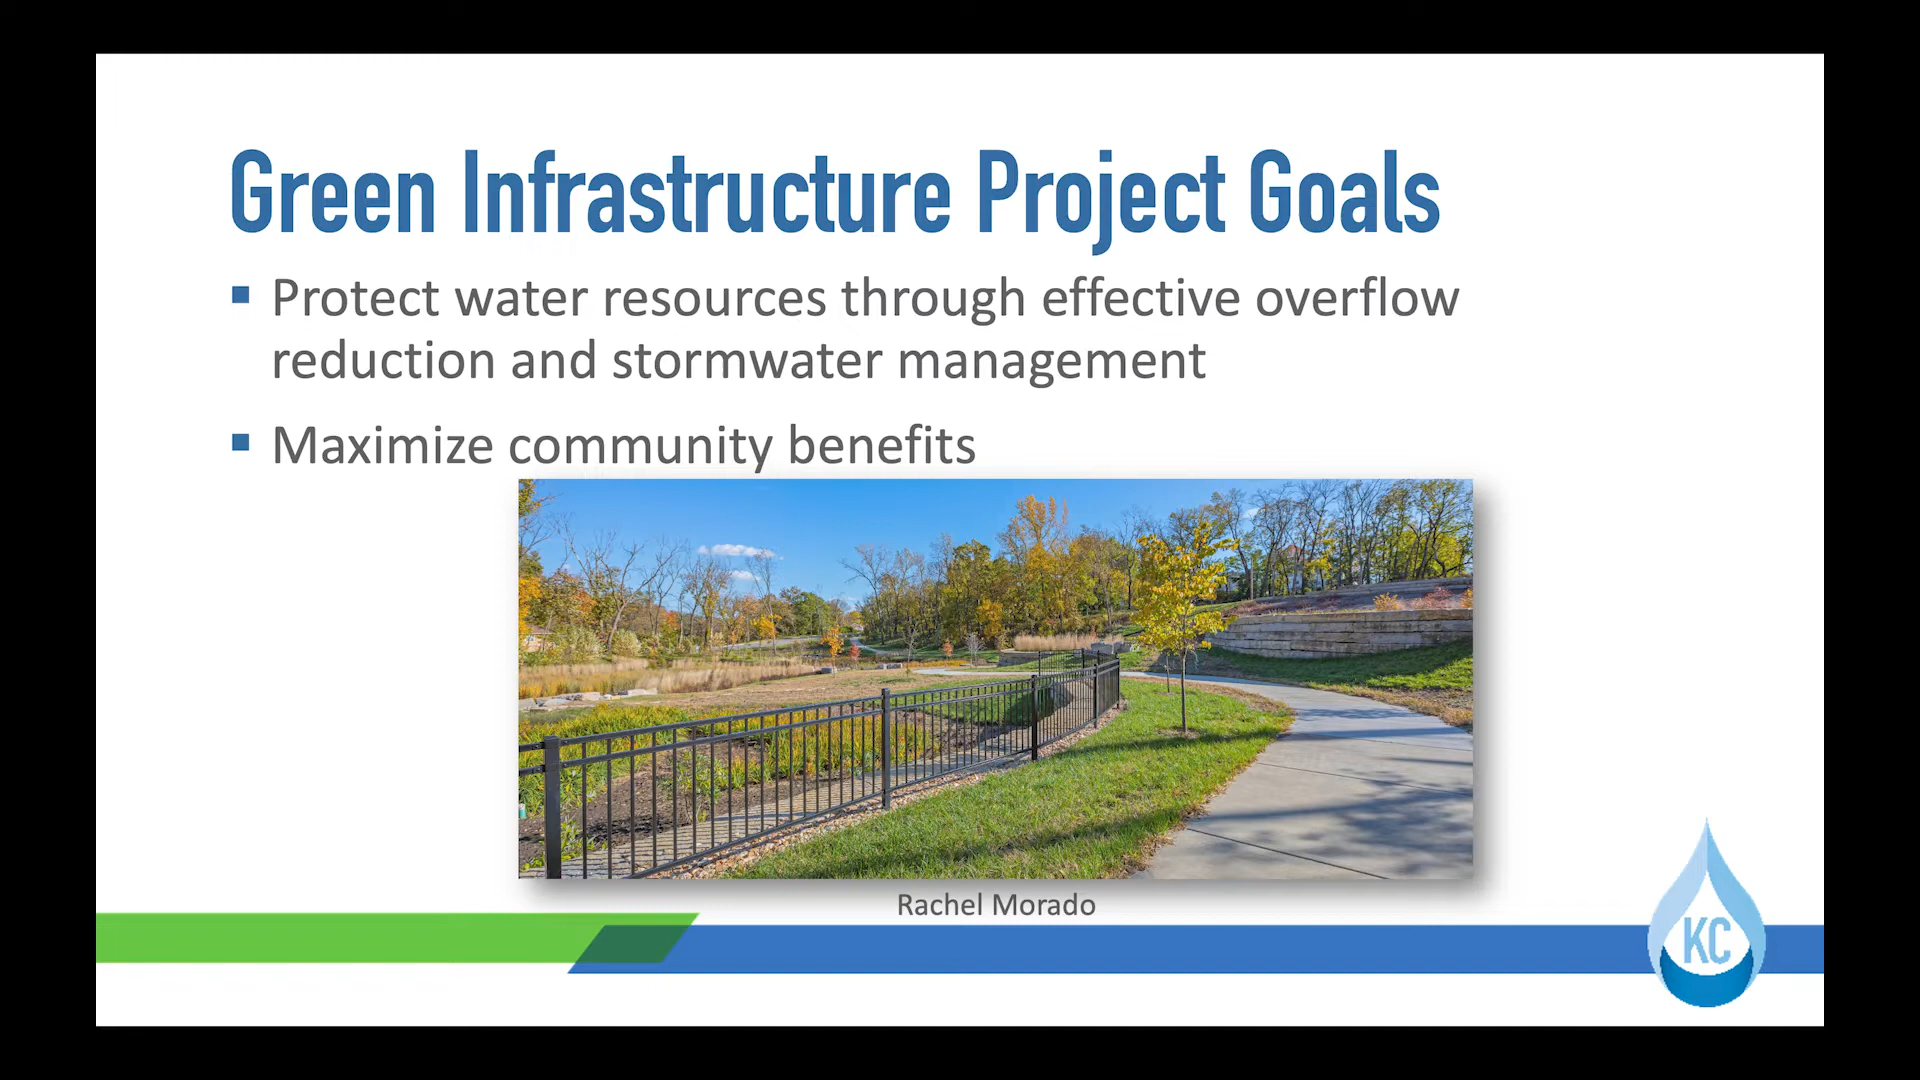 Green Infrastructure Project Goals
▪ Protect water resources through effective overflow
reduction and stormwater management
▪ Maximize community benefits
Rachel Morado
KC